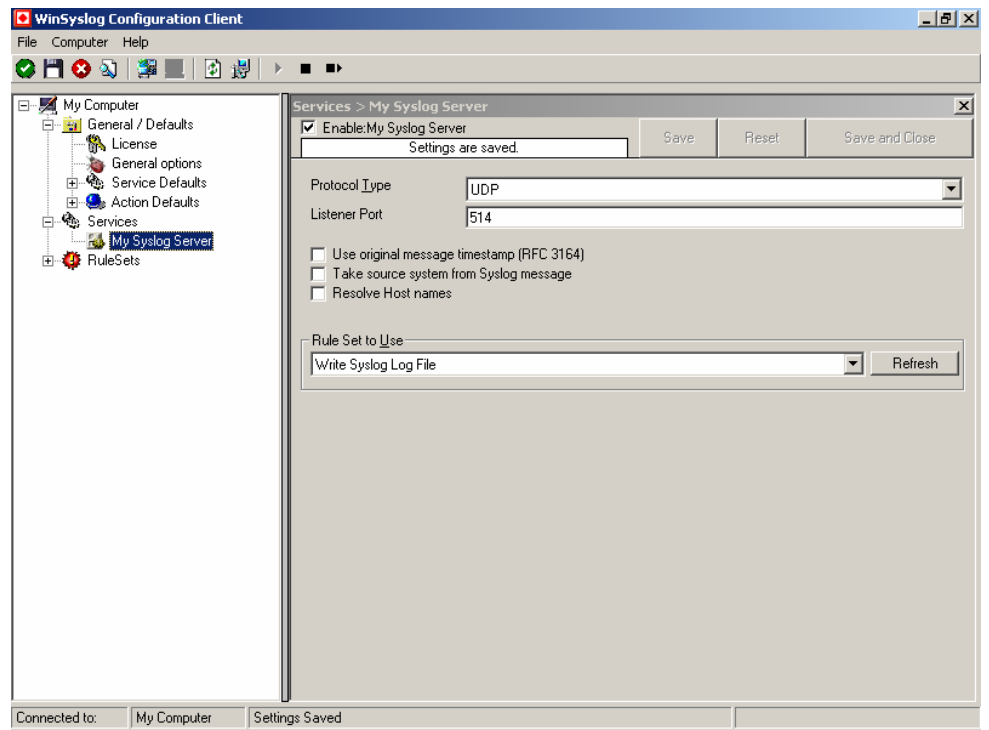 WinSyslog Configuration Client
File Computer Help
My Computer
General / Defaults
License
General options
Service Defaults
Action Defaults
Services
My Syslog Server
RuleSets
Services > My Syslog Server
Enable:My Syslog Server
Settings are saved.
Save
Reset
Save and Close
Protocol Type
UDP
Listener Port
514
Use original message timestamp (RFC 3164)
Take source system from Syslog message
Resolve Host names
Rule Set to Use
Write Syslog Log File
Refresh
Connected to: My Computer Settings Saved